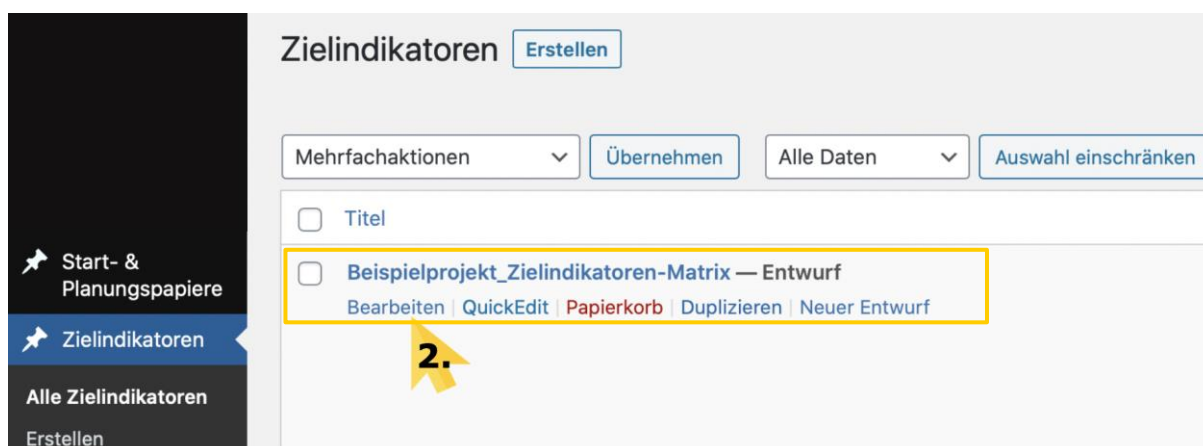 Zielindikatoren Erstellen
Mehrfachaktionen Übernehmen Alle Daten Auswahl einschränken
Titel
Beispielprojekt_Zielindikatoren-Matrix — Entwurf
Bearbeiten | QuickEdit | Papierkorb | Duplizieren | Neuer Entwurf
2.
Start- &
Planungspapiere
Zielindikatoren
Alle Zielindikatoren
Erstellen